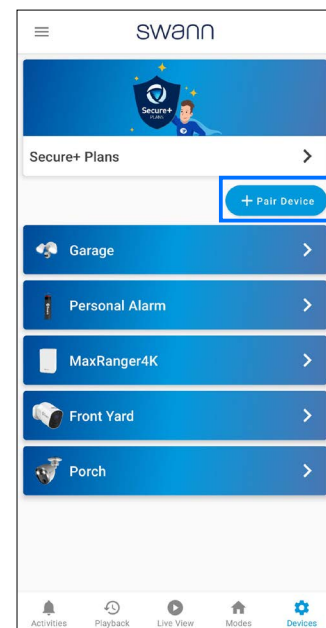 swann
Secure+
PLANS
Secure+ Plans
+ Pair Device
Garage
Personal Alarm
MaxRanger4K
Front Yard
Porch
Activities Playback Live View Modes Devices